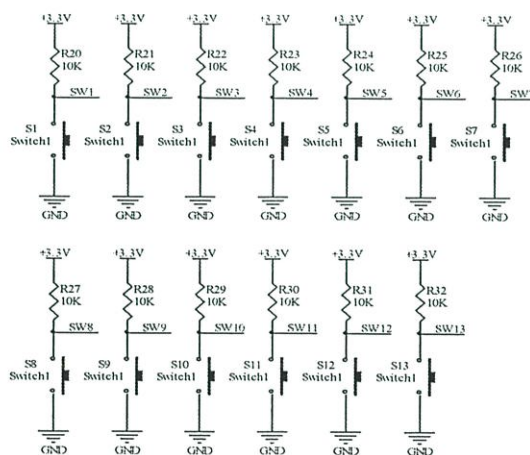 +3.3V +3.3V +3.3V +3.3V +3.3V +3.3V +3.3V
R20 R21 R22 R23 R24 R25 R26
10K 10K 10K 10K 10K 10K 10K
SW1 SW2 SW3 SW4 SW5 SW6 SW7
S1 S2 S3 S4 S5 S6 S7
Switch1 Switch1 Switch1 Switch1 Switch1 Switch1 Switch1
GND GND GND GND GND GND GND
+3.3V +3.3V +3.3V +3.3V +3.3V +3.3V
R27 R28 R29 R30 R31 R32
10K 10K 10K 10K 10K 10K
SW8 SW9 SW10 SW11 SW12 SW13
S8 S9 S10 S11 S12 S13
Switch1 Switch1 Switch1 Switch1 Switch1 Switch1
GND GND GND GND GND GND